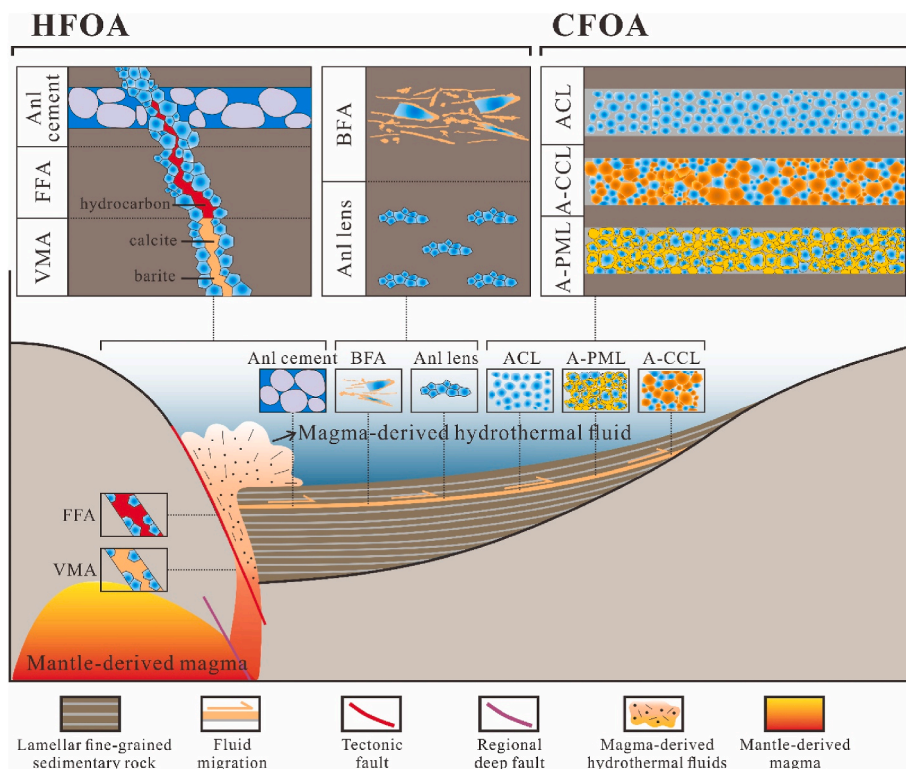 HFOA
CFOA
Anl cement
FFA
VMA
hydrocarbon
calcite
barite
BFA
Anl lens
ACL
A-CCL
A-PML
Anl cement
BFA
Anl lens
ACL
A-PML
A-CCL
Magma-derived hydrothermal fluid
FFA
VMA
Mantle-derived magma
Lamellar fine-grained
sedimentary rock
Fluid
migration
Tectonic
fault
Regional
deep fault
Magma-derived
hydrothermal fluids
Mantle-derived
magma